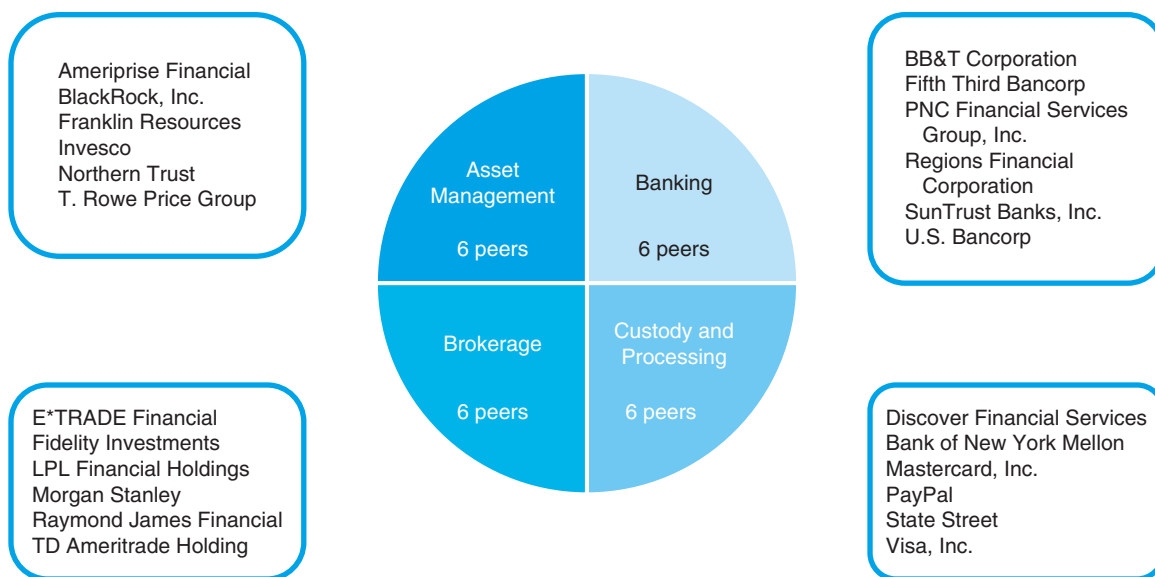 Ameriprise Financial
BlackRock, Inc.
Franklin Resources
Invesco
Northern Trust
T. Rowe Price Group
Asset
Management
6 peers
Banking
6 peers
BB&T Corporation
Fifth Third Bancorp
PNC Financial Services
Group, Inc.
Regions Financial
Corporation
SunTrust Banks, Inc.
U.S. Bancorp
E*TRADE Financial
Fidelity Investments
LPL Financial Holdings
Morgan Stanley
Raymond James Financial
TD Ameritrade Holding
Brokerage
6 peers
Custody and
Processing
6 peers
Discover Financial Services
Bank of New York Mellon
Mastercard, Inc.
PayPal
State Street
Visa, Inc.